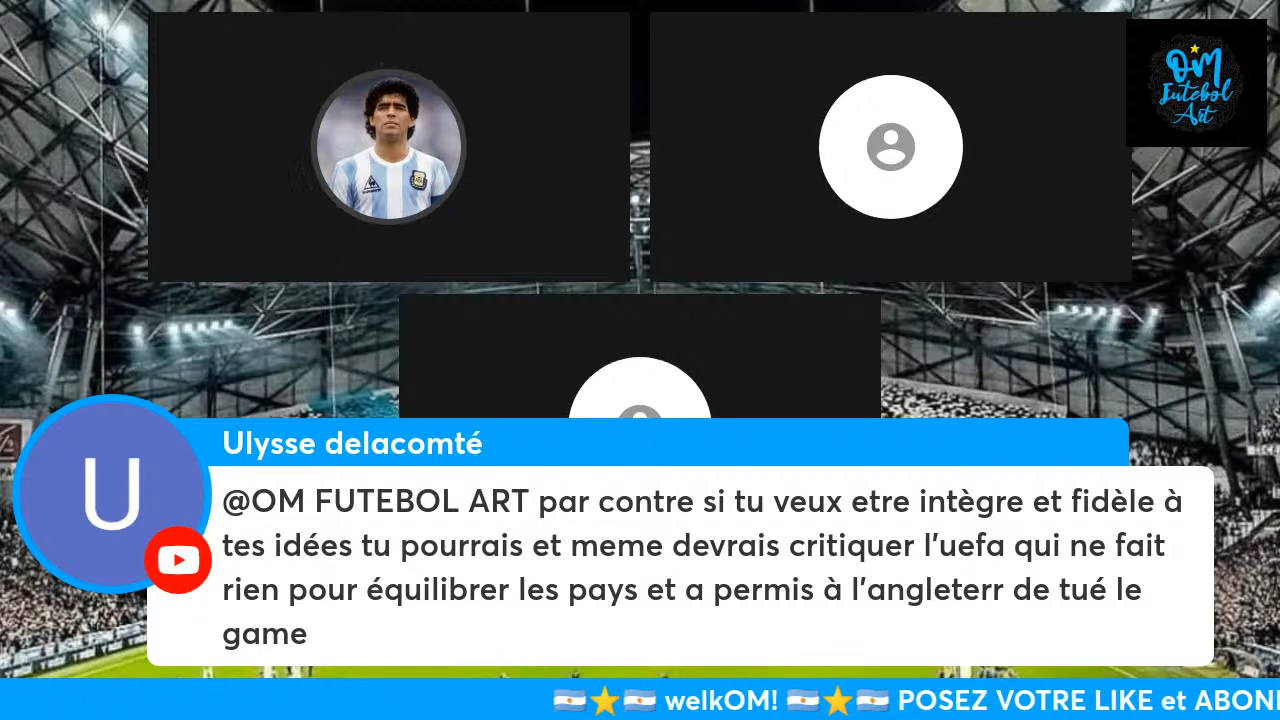 OM
Futebol
Art
Ulysse delacomté
U
@OM FUTEBOL ART par contre si tu veux etre intègre et fidèle à
tes idées tu pourrais et meme devrais critiquer l'uefa qui ne fait
rien pour équilibrer les pays et a permis à l'angleterr de tué le
game
🇦🇷⭐🇦🇷 welkOM! 🇦🇷⭐🇦🇷 POSEZ VOTRE LIKE et ABON